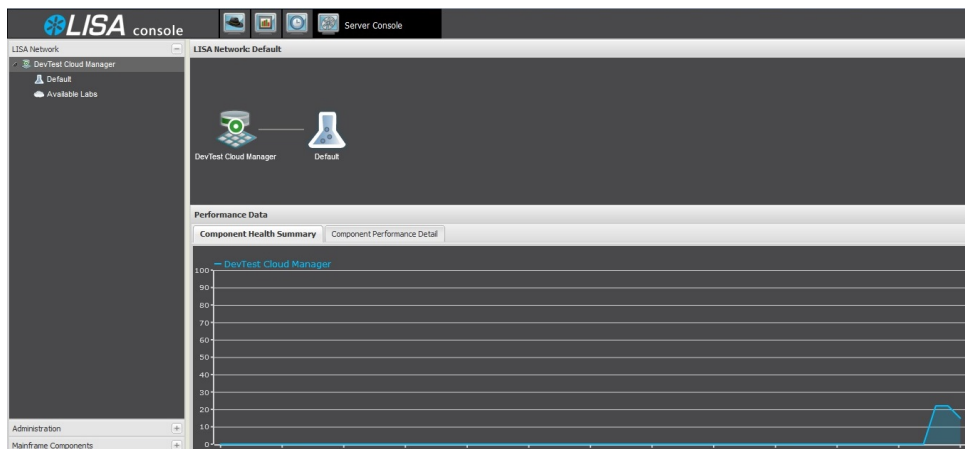 LISA console
Server Console
LISA Network
LISA Network: Default
DevTest Cloud Manager
Default
Available Labs
DevTest Cloud Manager
Default
Performance Data
Component Health Summary
Component Performance Detail
DevTest Cloud Manager
100
90
80
70
60
50
40
30
20
10
0
Administration
Mainframe Components